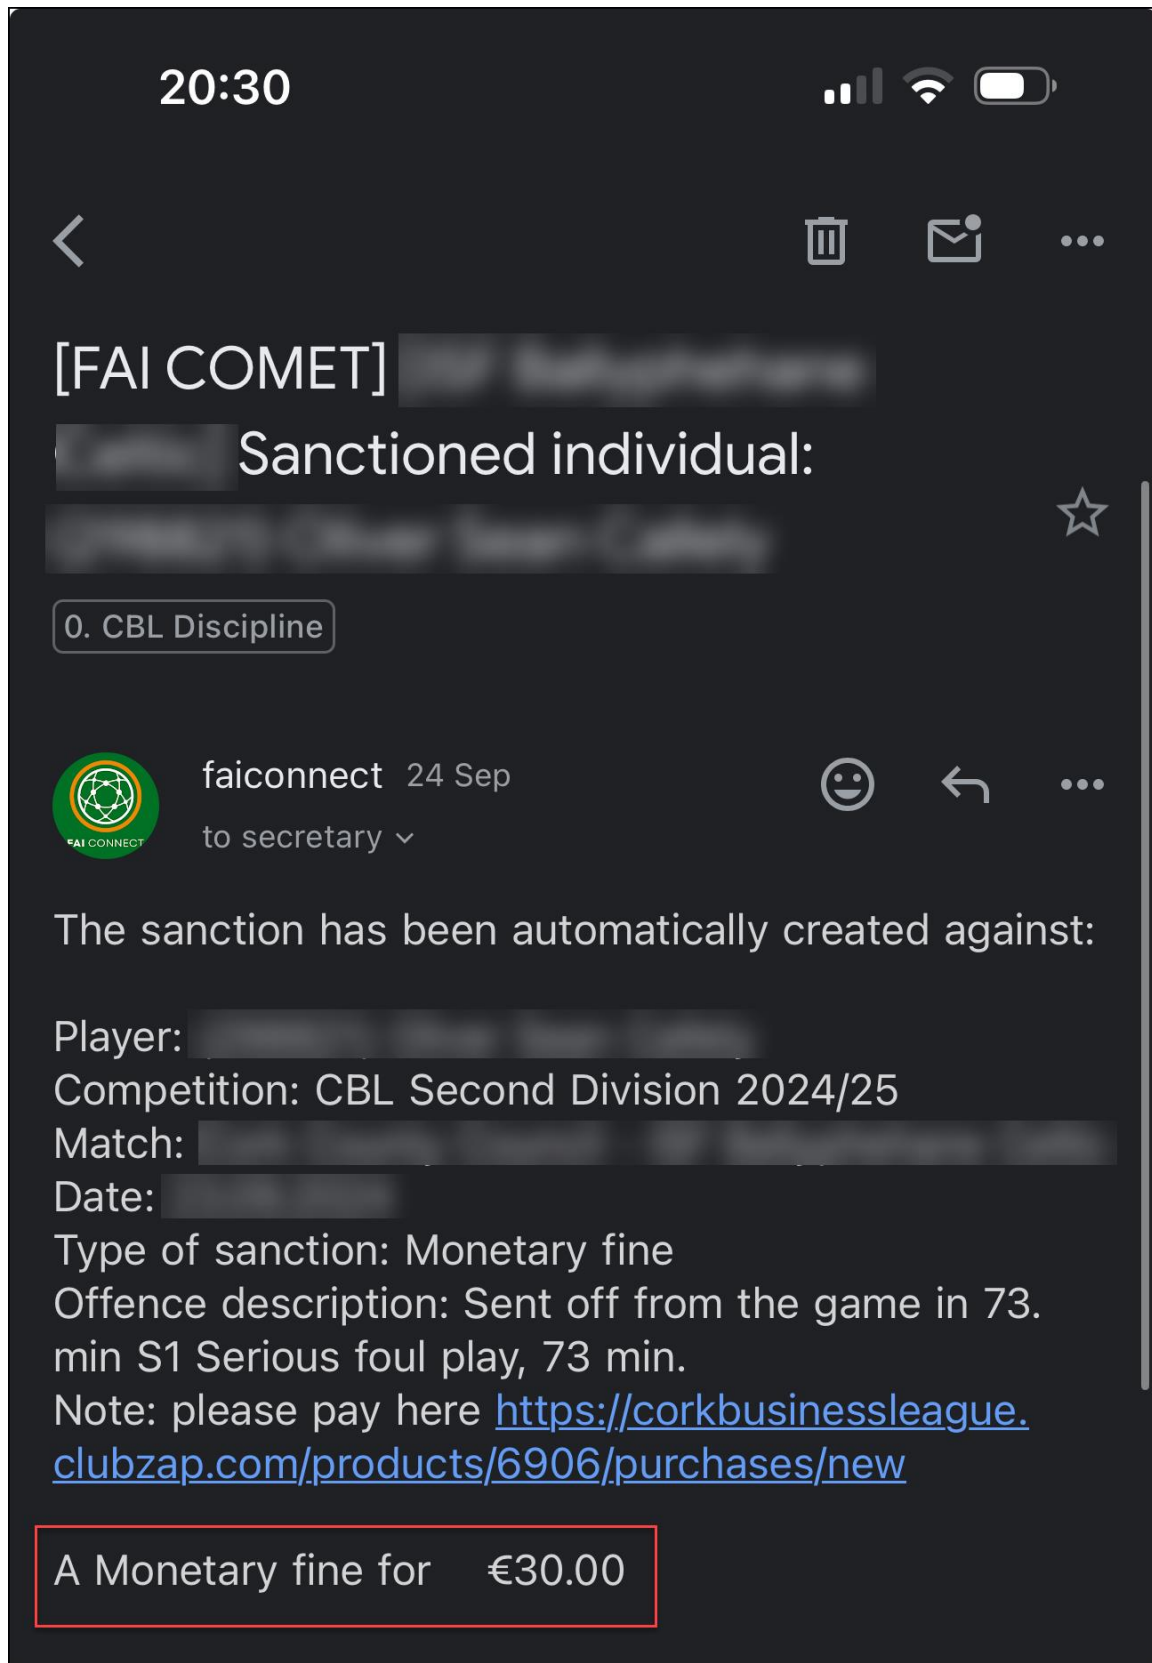 20:30
[FAI COMET]
Sanctioned individual:
0. CBL Discipline
faiconnect 24 Sep
FAI CONNECT
to secretary
The sanction has been automatically created against:
Player:
Competition: CBL Second Division 2024/25
Match:
Date:
Type of sanction: Monetary fine
Offence description: Sent off from the game in 73.
min S1 Serious foul play, 73 min.
Note: please pay here https://corkbusinessleague.
clubzap.com/products/6906/purchases/new
A Monetary fine for €30.00